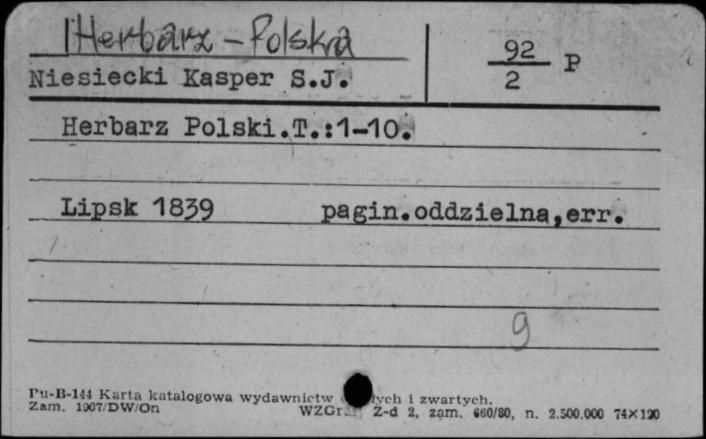 Herbarz - Polska
Niesiecki Kasper S.J.
92
2 P
Herbarz Polski.T.:1-10.
Lipsk 1839 pagin.oddzielna,err.
9
Pu-B-144 Karta katalogowa wydawnictw i zwartych.
Zam. 1907/DW/On WZGraf. Z-d 2, zam. 660/80, n. 2.500.000 74×120